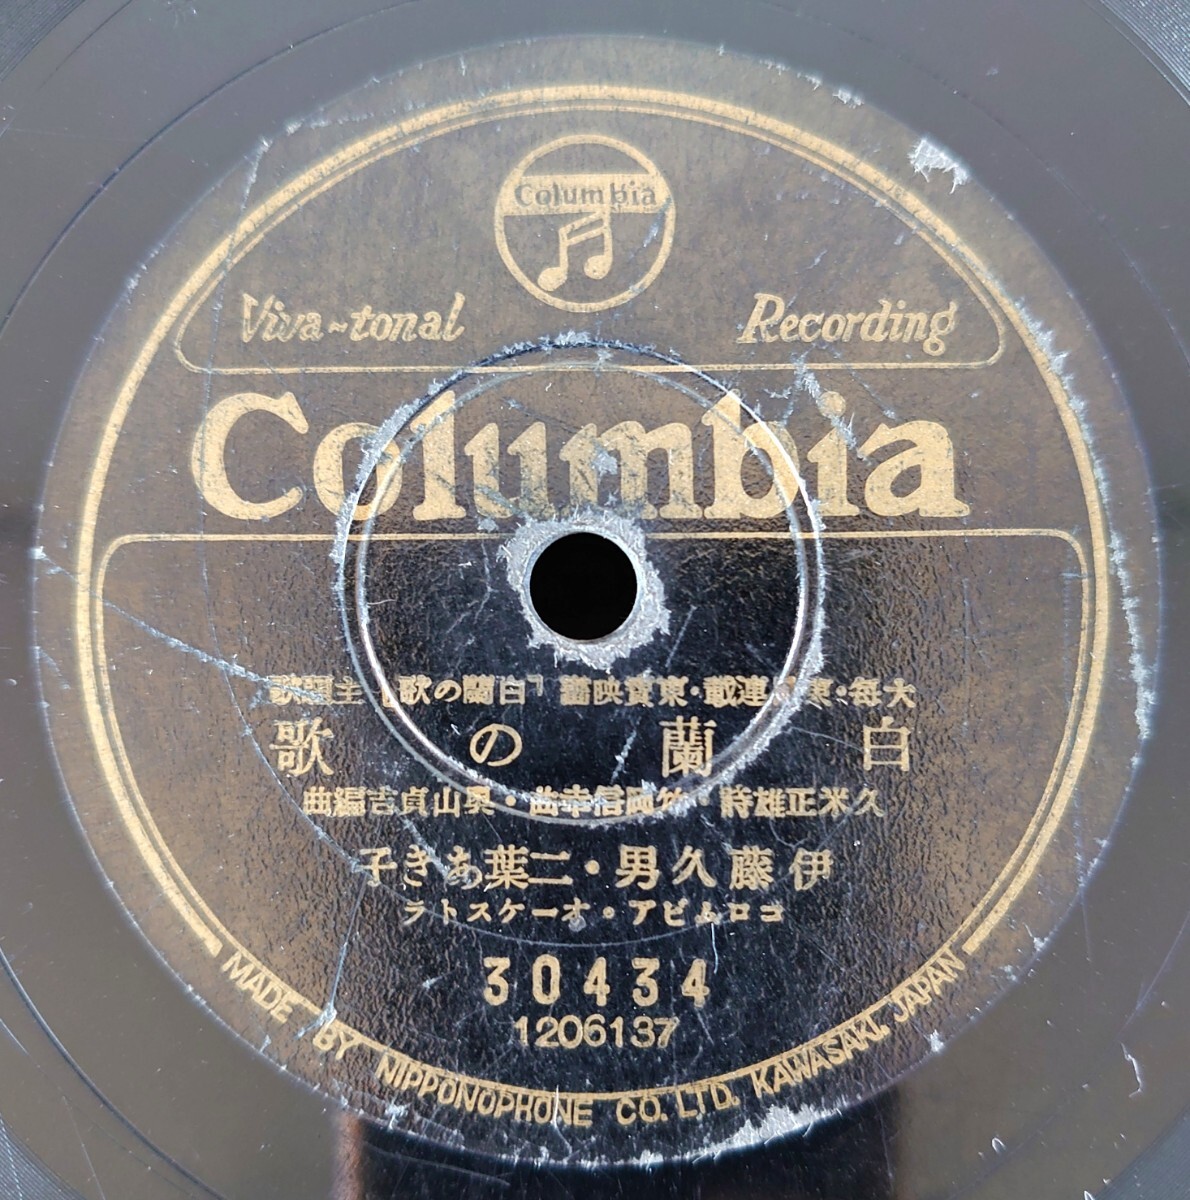 Columbia
Viva-tonal Recording
Columbia
大每・東 連載・東寶映畵「白蘭の歌」主題歌
白蘭の歌
久米正雄詩・竹岡信幸曲・奥山貞吉編曲
伊藤久男・二葉あき子
コロムビア・オーケストラ
30434
1206137
MADE BY NIPPONOPHONE CO. LTD. KAWASAKI. JAPAN